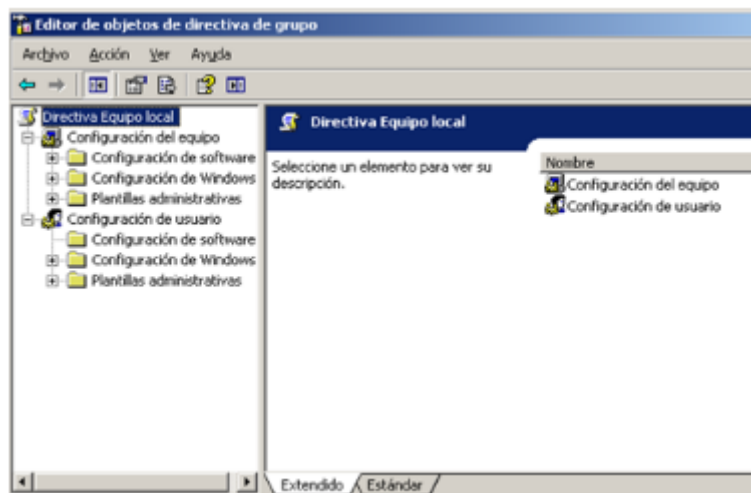 Editor de objetos de directiva de grupo
Archivo Acción Ver Ayuda
Directiva Equipo local
Configuración del equipo
Configuración de software
Configuración de Windows
Plantillas administrativas
Configuración de usuario
Configuración de software
Configuración de Windows
Plantillas administrativas
Directiva Equipo local
Seleccione un elemento para ver su
descripción.
Nombre
Configuración del equipo
Configuración de usuario
Extendido Estándar